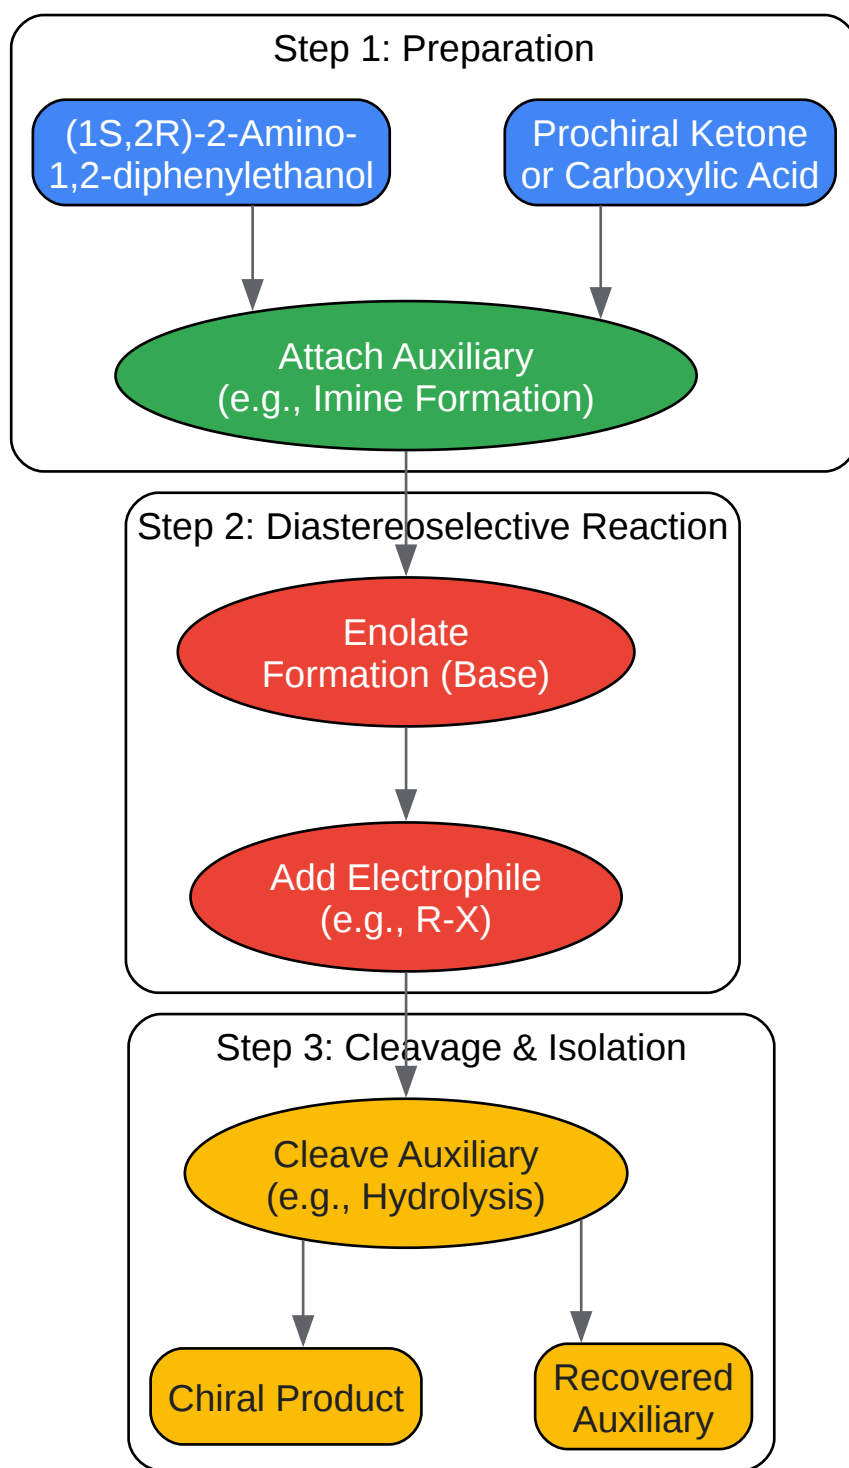 Step 1: Preparation
(1S,2R)-2-Amino-
1,2-diphenylethanol
Prochiral Ketone
or Carboxylic Acid
Attach Auxiliary
(e.g., Imine Formation)
Step 2: Diastereoselective Reaction
Enolate
Formation (Base)
Add Electrophile
(e.g., R-X)
Step 3: Cleavage & Isolation
Cleave Auxiliary
(e.g., Hydrolysis)
Chiral Product
Recovered
Auxiliary